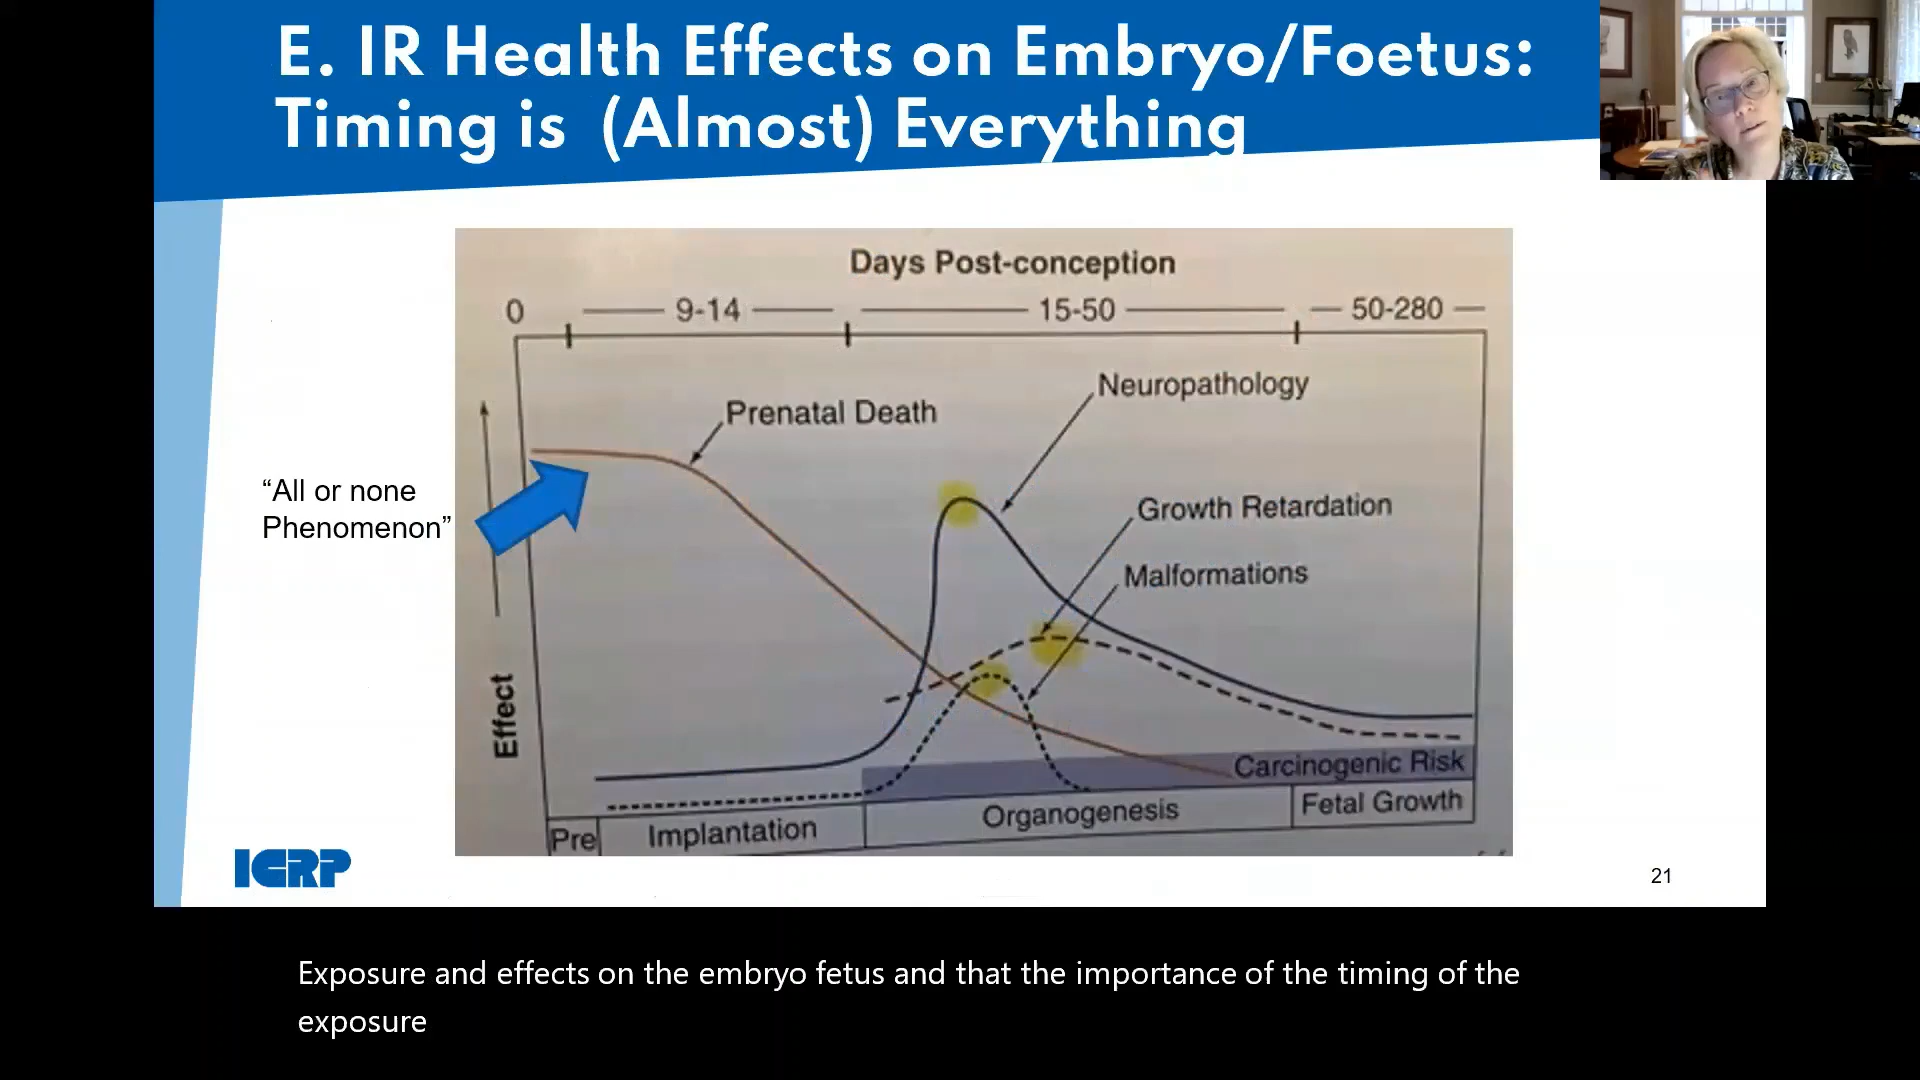 E. IR Health Effects on Embryo/Foetus:
Timing is (Almost) Everything
Days Post-conception
0 9-14 15-50 50-280
Neuropathology
Prenatal Death
"All or none
Phenomenon"
Growth Retardation
Malformations
Effect
Carcinogenic Risk
Pre Implantation Organogenesis Fetal Growth
ICRP
21
Exposure and effects on the embryo fetus and that the importance of the timing of the
exposure